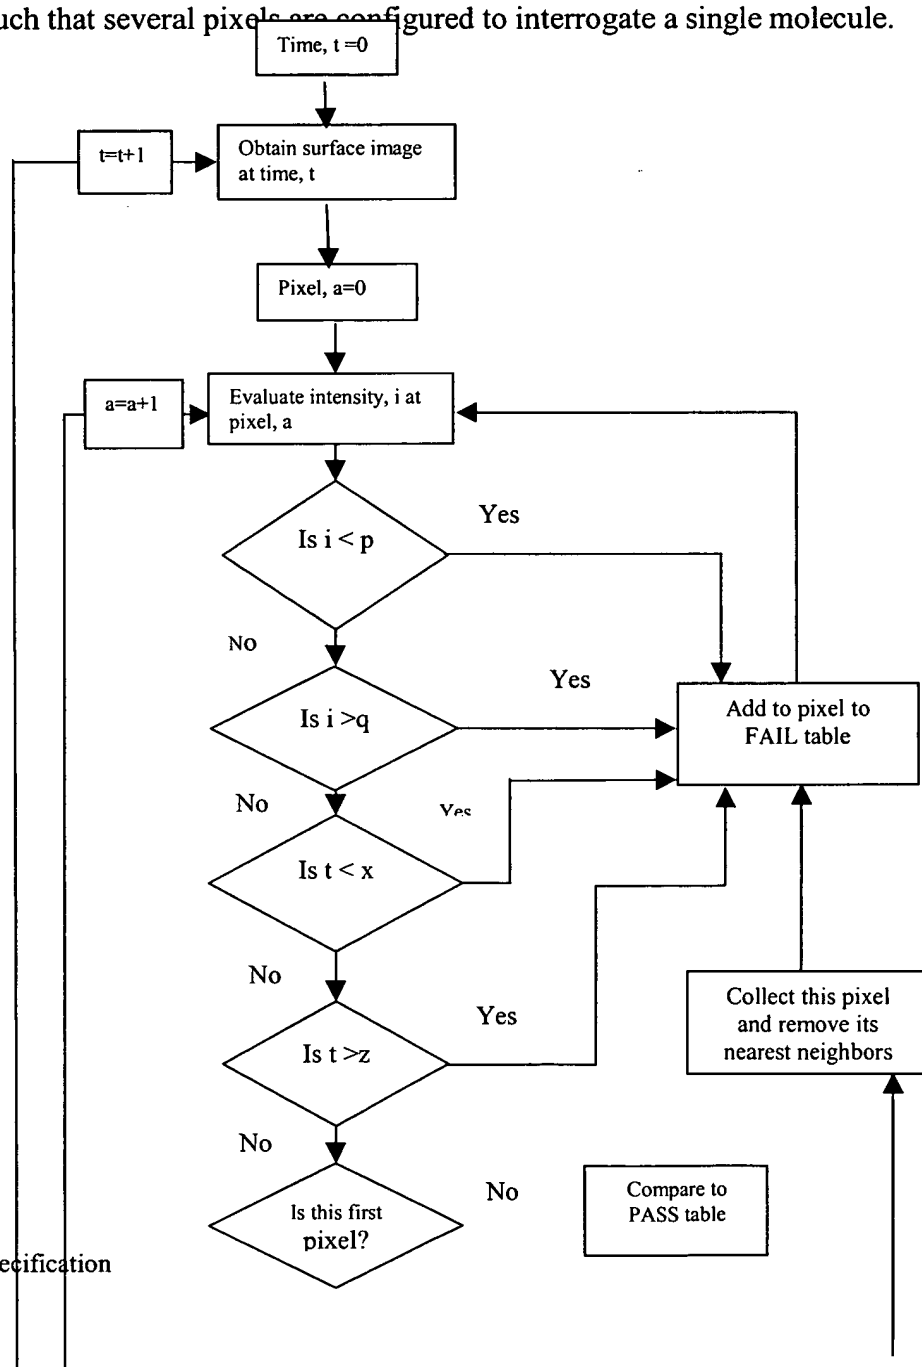 uch that several pixels are configured to interrogate a single molecule.
Time, t =0
t=t+1
Obtain surface image
at time, t
Pixel, a=0
a=a+1
Evaluate intensity, i at
pixel, a
Is i < p
Yes
No
Is i >q
Yes
Add to pixel to
FAIL table
No
Is t < x
Yes
No
Is t >z
Yes
Collect this pixel
and remove its
nearest neighbors
No
Is this first
pixel?
No
Compare to
PASS table
ecification